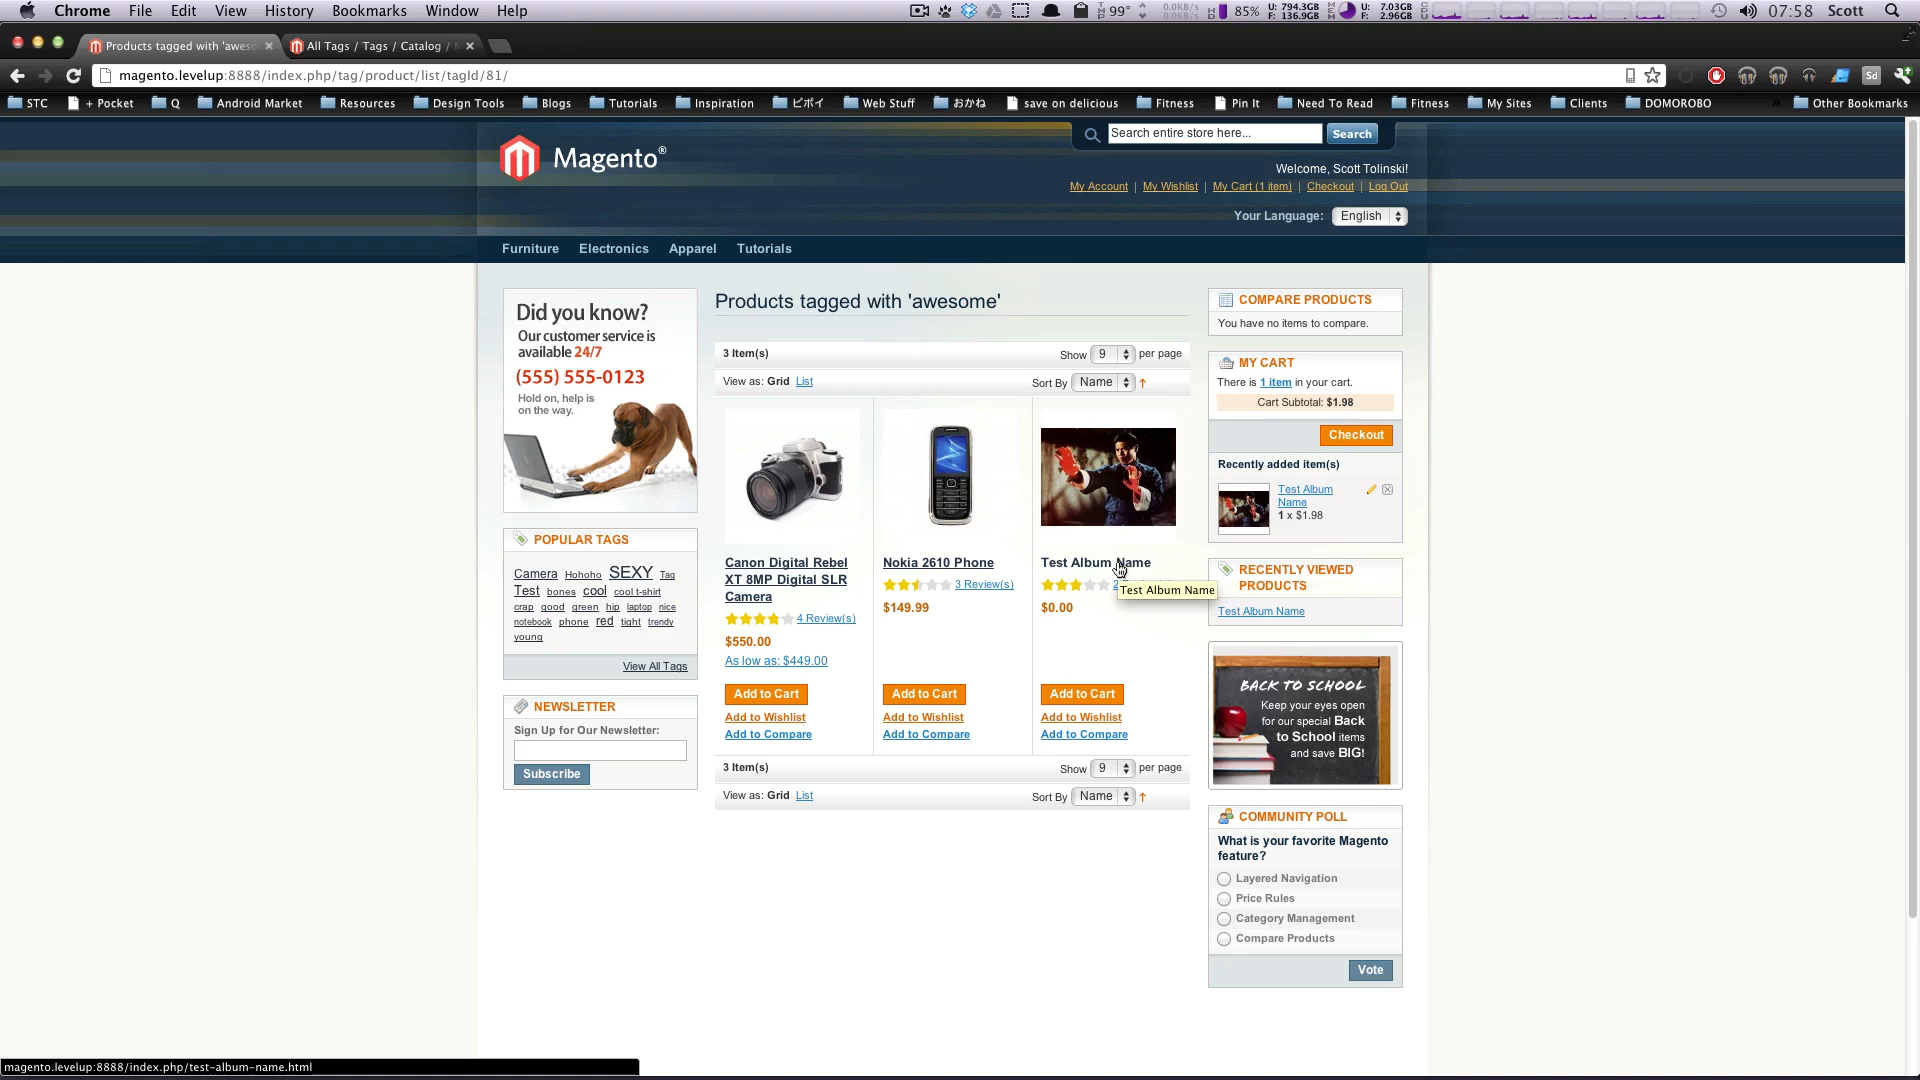 Chrome File Edit View History Bookmarks Window Help
99° 0.0KB/s 0.0KB/s 85% U: 794.3GB F: 136.9GB U: 7.03GB F: 2.96GB 07:58 Scott
Products tagged with 'aweso
All Tags / Tags / Catalog /
magento.levelup:8888/index.php/tag/product/list/tagId/81/
STC + Pocket Q Android Market Resources Design Tools Blogs Tutorials Inspiration ビボイ Web Stuff おかね save on delicious Fitness Pin It Need To Read Fitness My Sites Clients DOMOROBO » Other Bookmarks
Magento®
Search entire store here...
Search
Welcome, Scott Tolinski!
My Account | My Wishlist | My Cart (1 item) | Checkout | Log Out
Your Language: English
Furniture Electronics Apparel Tutorials
Did you know?
Our customer service is
available 24/7
(555) 555-0123
Hold on, help is
on the way.
POPULAR TAGS
Camera Hohoho SEXY Tag
Test bones cool cool t-shirt
crap good green hip laptop nice
notebook phone red tight trendy
young
View All Tags
NEWSLETTER
Sign Up for Our Newsletter:
Subscribe
Products tagged with 'awesome'
3 Item(s)
Show 9 per page
View as: Grid List
Sort By Name
Canon Digital Rebel
XT 8MP Digital SLR
Camera
4 Review(s)
$550.00
As low as: $449.00
Add to Cart
Add to Wishlist
Add to Compare
Nokia 2610 Phone
3 Review(s)
$149.99
Add to Cart
Add to Wishlist
Add to Compare
Test Album Name
2
Test Album Name
$0.00
Add to Cart
Add to Wishlist
Add to Compare
3 Item(s)
Show 9 per page
View as: Grid List
Sort By Name
COMPARE PRODUCTS
You have no items to compare.
MY CART
There is 1 item in your cart.
Cart Subtotal: $1.98
Checkout
Recently added item(s)
Test Album
Name
1 x $1.98
RECENTLY VIEWED
PRODUCTS
Test Album Name
BACK TO SCHOOL
Keep your eyes open
for our special Back
to School items
and save BIG!
COMMUNITY POLL
What is your favorite Magento
feature?
Layered Navigation
Price Rules
Category Management
Compare Products
Vote
magento.levelup:8888/index.php/test-album-name.html